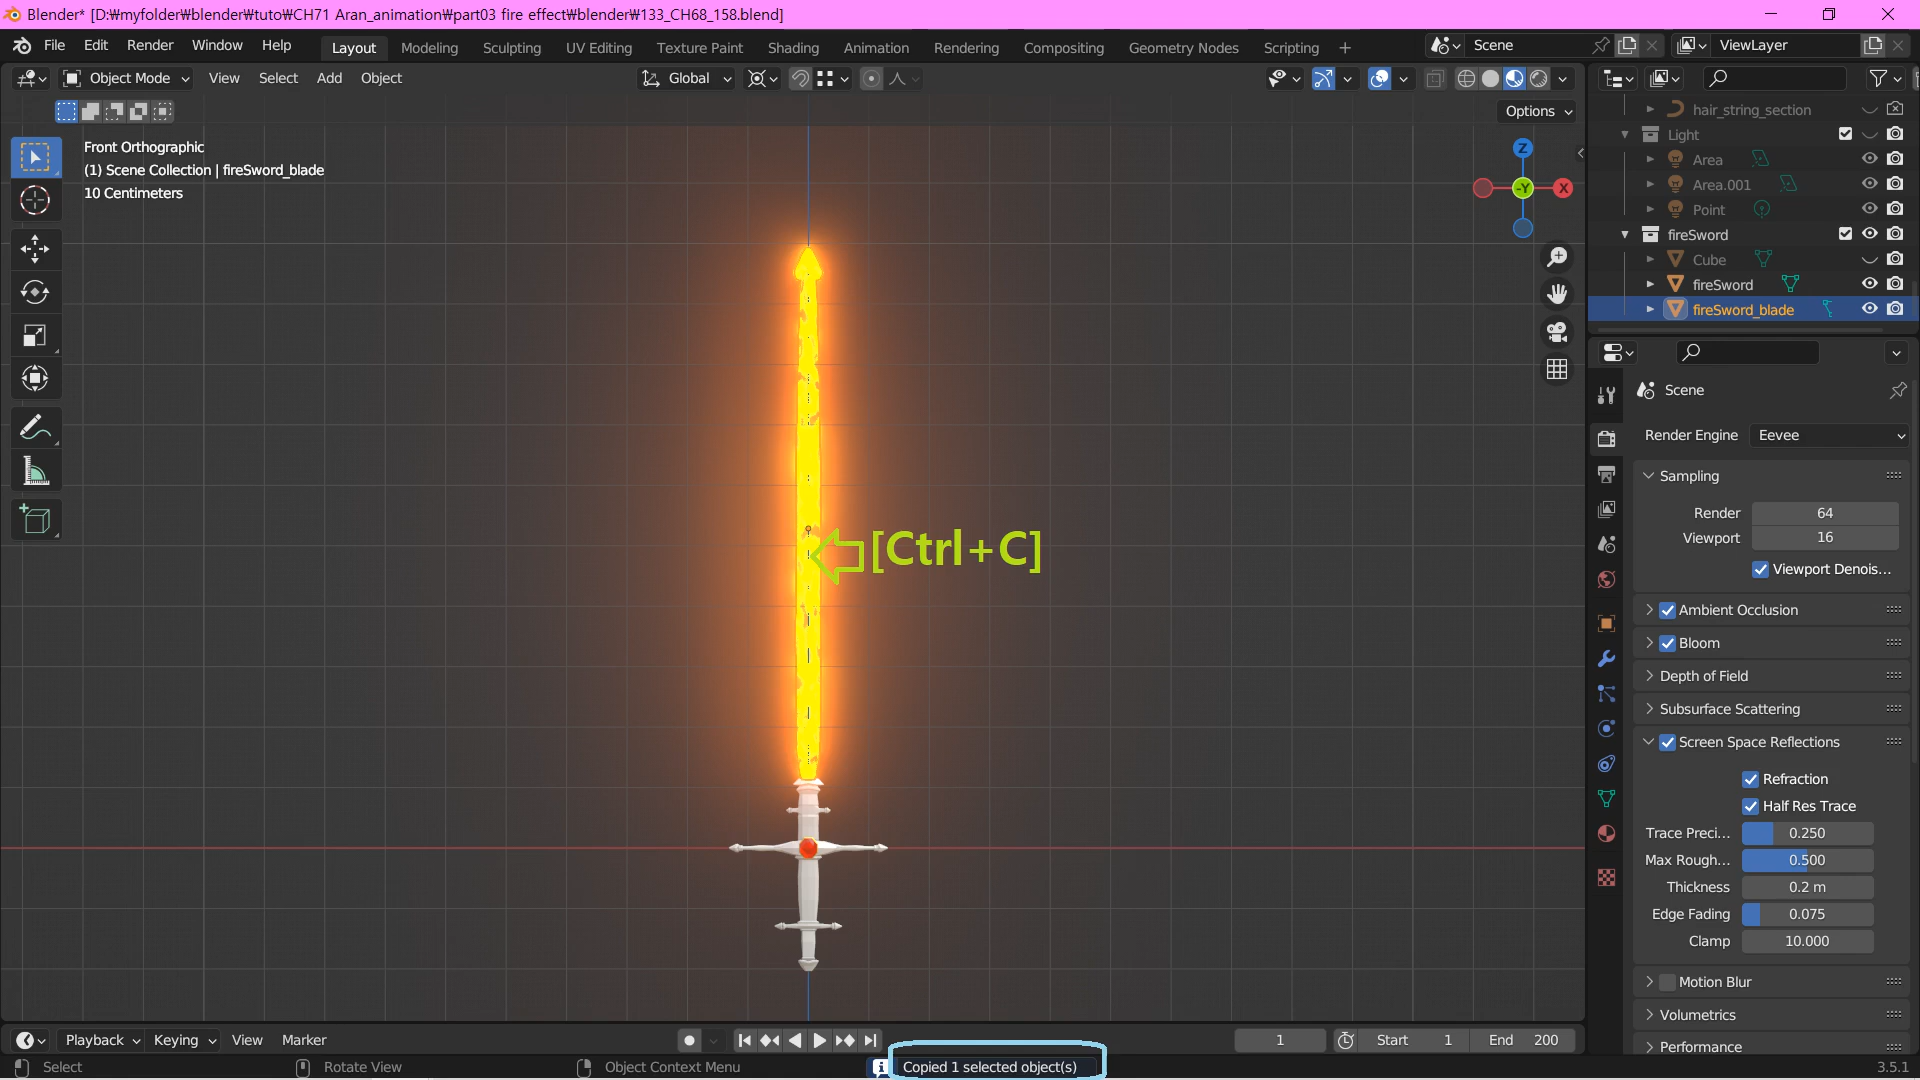 Blender* [D:₩myfolder₩blender₩tuto₩CH71 Aran_animation₩part03 fire effect₩blender₩133_CH68_158.blend]
File Edit Render Window Help Layout Modeling Sculpting UV Editing Texture Paint Shading Animation Rendering Compositing Geometry Nodes Scripting + Scene ViewLayer
Object Mode View Select Add Object Global
Options
Front Orthographic
(1) Scene Collection | fireSword_blade
10 Centimeters
Z
-Y
X
[Ctrl+C]
hair_string_section
Light
Area
Area.001
Point
fireSword
Cube
fireSword
fireSword_blade
Scene
Render Engine Eevee
Sampling
Render 64
Viewport 16
Viewport Denois...
Ambient Occlusion
Bloom
Depth of Field
Subsurface Scattering
Screen Space Reflections
Refraction
Half Res Trace
Trace Preci... 0.250
Max Rough... 0.500
Thickness 0.2 m
Edge Fading 0.075
Clamp 10.000
Motion Blur
Volumetrics
Performance
Playback Keying View Marker 1 Start 1 End 200
Select Rotate View Object Context Menu Copied 1 selected object(s) 3.5.1